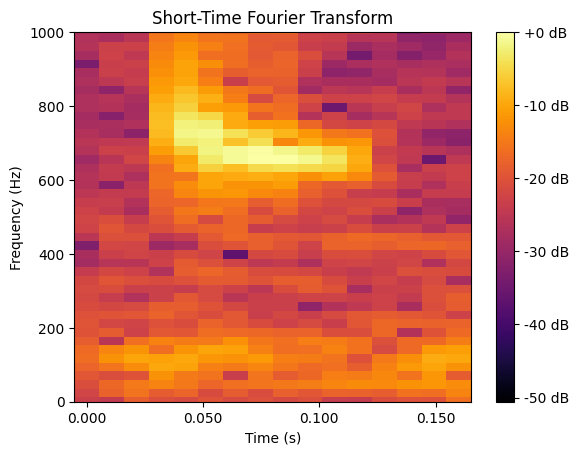 Short-Time Fourier Transform
1000
800
600
400
200
0
Frequency (Hz)
0.000
0.050
0.100
0.150
Time (s)
+0 dB
-10 dB
-20 dB
-30 dB
-40 dB
-50 dB